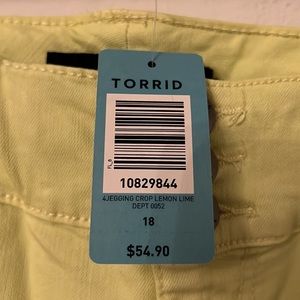 TORRID
10829844
4JEGGING CROP LEMON LIME
DEPT 0052
18
$54.90